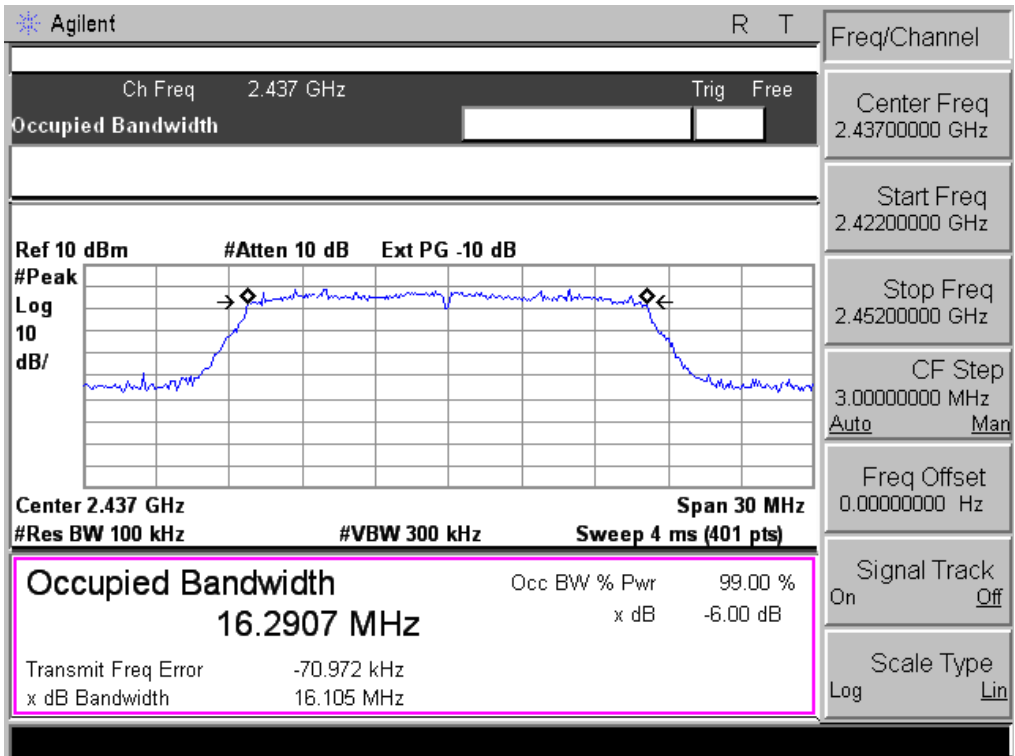 Agilent R T
Ch Freq 2.437 GHz Trig Free
Occupied Bandwidth
Ref 10 dBm #Atten 10 dB Ext PG -10 dB
#Peak
Log
10
dB/
Center 2.437 GHz Span 30 MHz
#Res BW 100 kHz #VBW 300 kHz Sweep 4 ms (401 pts)
Occupied Bandwidth
16.2907 MHz
Occ BW % Pwr 99.00 %
x dB -6.00 dB
Transmit Freq Error -70.972 kHz
x dB Bandwidth 16.105 MHz
Freq/Channel
Center Freq
2.43700000 GHz
Start Freq
2.42200000 GHz
Stop Freq
2.45200000 GHz
CF Step
3.00000000 MHz
Auto Man
Freq Offset
0.00000000 Hz
Signal Track
On Off
Scale Type
Log Lin